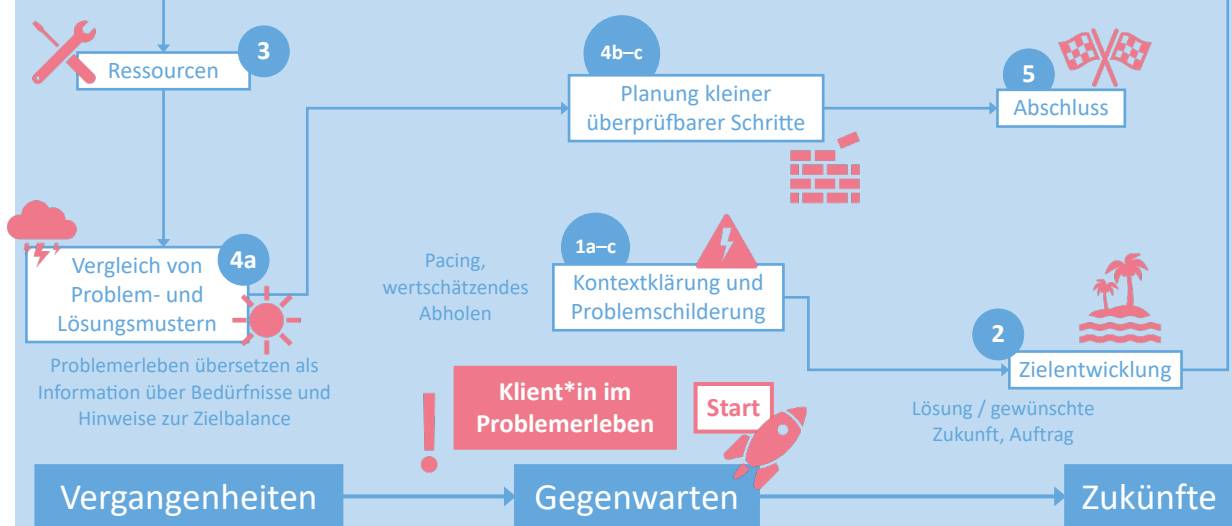 3
Ressourcen
4b–c
Planung kleiner
überprüfbarer Schritte
5
Abschluss
4a
Vergleich von
Problem- und
Lösungsmustern
Problemerleben übersetzen als
Information über Bedürfnisse und
Hinweise zur Zielbalance
Pacing,
wertschätzendes
Abholen
1a–c
Kontextklärung und
Problemschilderung
2
Zielentwicklung
Lösung / gewünschte
Zukunft, Auftrag
!
Klient*in im
Problemerleben
Start
Vergangenheiten
Gegenwarten
Zukünfte